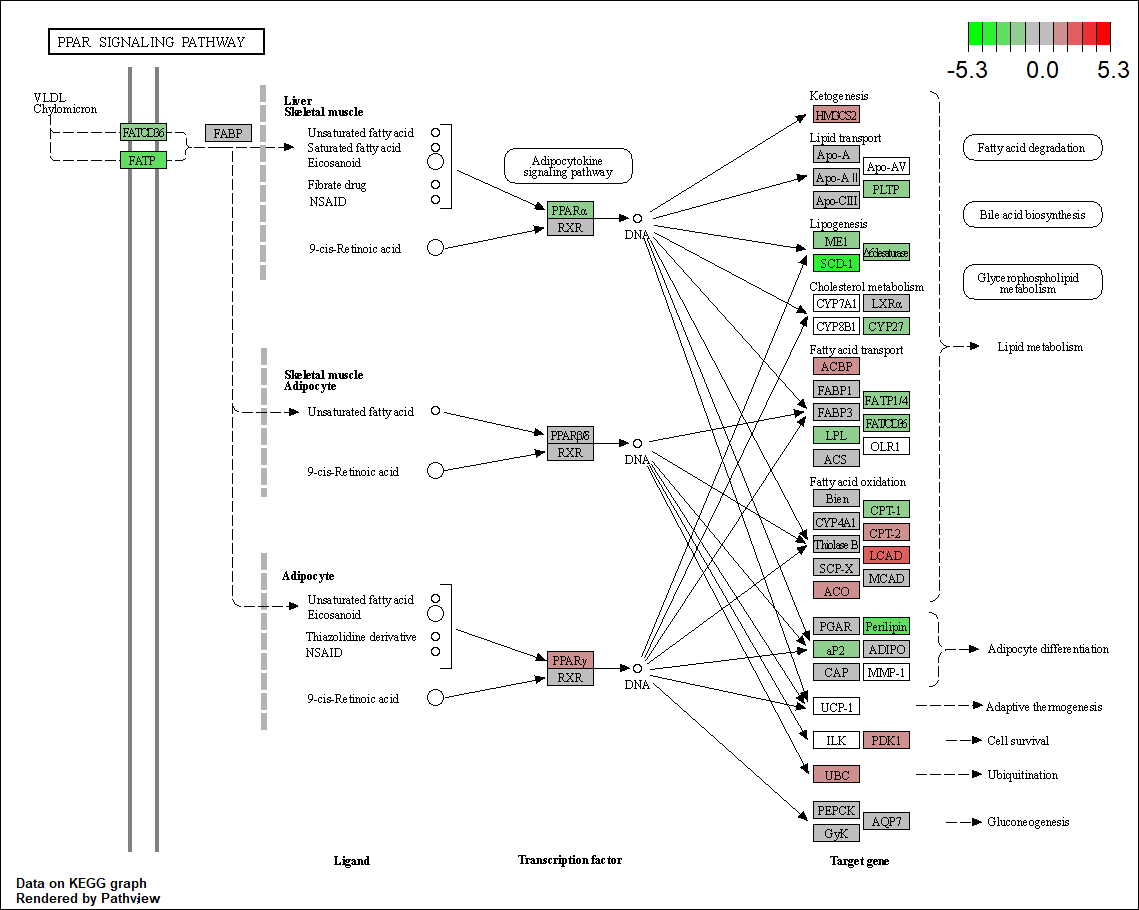 PPAR SIGNALING PATHWAY
-5.3 0.0 5.3
VLDL
Chylomicron
FAT/CD36
FATP
FABP
Liver
Skeletal muscle
Unsaturated fatty acid
Saturated fatty acid
Eicosanoid
Fibrate drug
NSAID
9-cis-Retinoic acid
Adipocytokine
signaling pathway
PPARα
RXR
DNA
Skeletal muscle
Adipocyte
Unsaturated fatty acid
9-cis-Retinoic acid
PPARβ/δ
RXR
DNA
Adipocyte
Unsaturated fatty acid
Eicosanoid
Thiazolidine derivative
NSAID
9-cis-Retinoic acid
PPARγ
RXR
DNA
Ketogenesis
HMGCS2
Lipid transport
Apo-A
Apo-AV
Apo-AII
PLTP
Apo-CIII
Lipogenesis
ME1
Δ6desaturase
SCD-1
Cholesterol metabolism
CYP7A1
LXRα
CYP8B1
CYP27
Fatty acid transport
ACBP
FABP1
FATP1/4
FABP3
FAT/CD36
LPL
OLR1
ACS
Fatty acid oxidation
Bien
CPT-1
CYP4A1
CPT-2
Thiolase B
LCAD
SCP-X
MCAD
ACO
PGAR
Perilipin
aP2
ADIPO
CAP
MMP-1
UCP-1
ILK
PDK1
UBC
PEPCK
AQP7
GyK
Fatty acid degradation
Bile acid biosynthesis
Glycerophospholipid
metabolism
Lipid metabolism
Adipocyte differentiation
Adaptive thermogenesis
Cell survival
Ubiquitination
Gluconeogenesis
Ligand
Transcription factor
Target gene
Data on KEGG graph
Rendered by Pathview